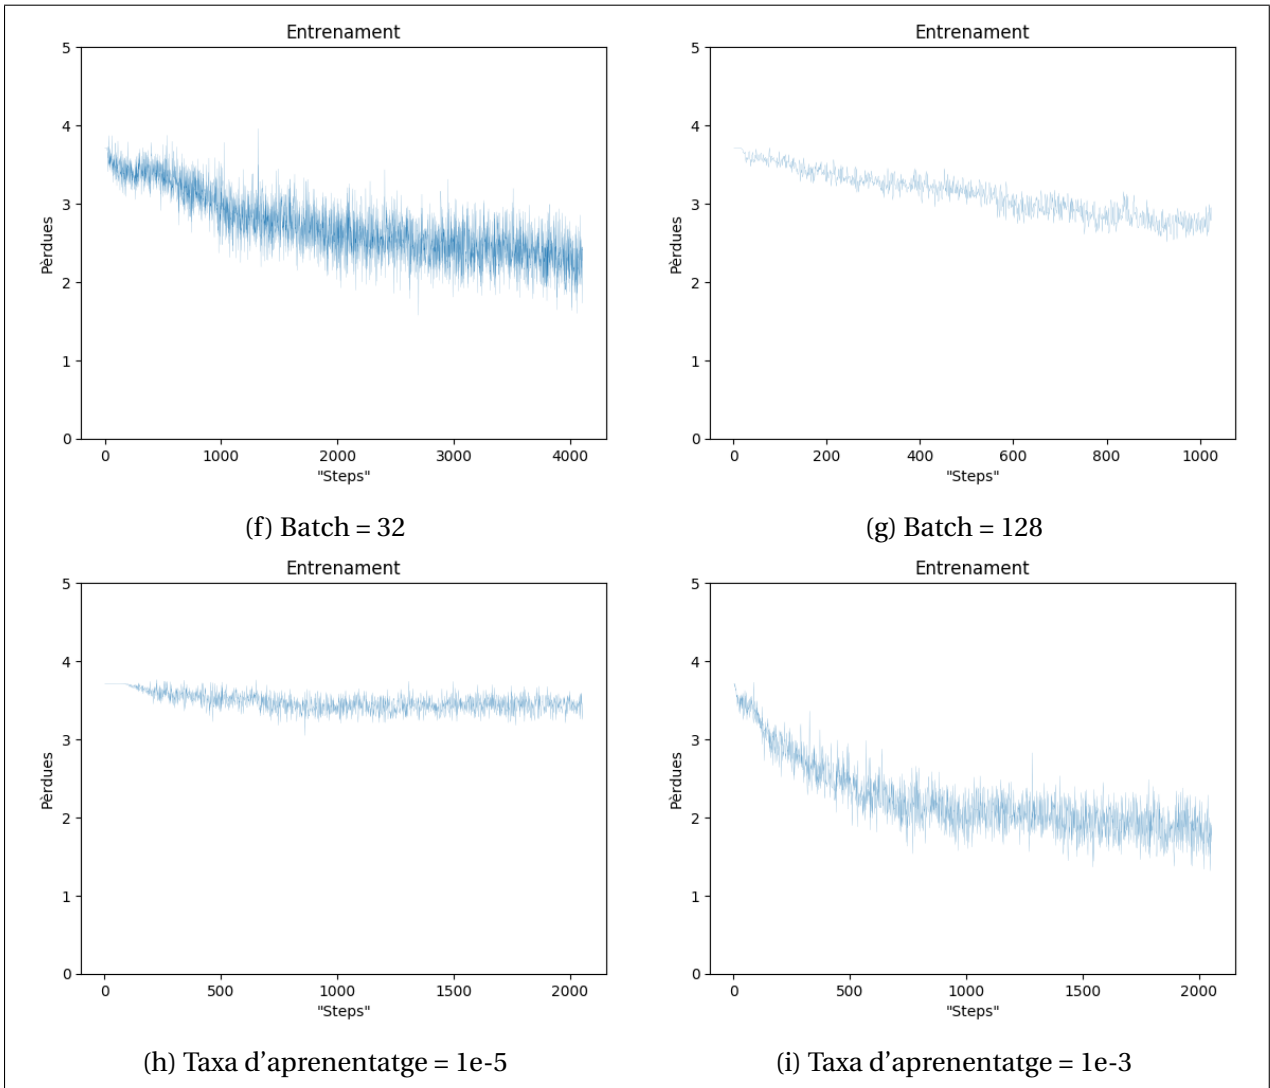 Entrenament
5
4
3
2
1
0
Pèrdues
0 1000 2000 3000 4000
"Steps"
(f) Batch = 32
Entrenament
5
4
3
2
1
0
Pèrdues
0 200 400 600 800 1000
"Steps"
(g) Batch = 128
Entrenament
5
4
3
2
1
0
Pèrdues
0 500 1000 1500 2000
"Steps"
(h) Taxa d’aprenentatge = 1e-5
Entrenament
5
4
3
2
1
0
Pèrdues
0 500 1000 1500 2000
"Steps"
(i) Taxa d’aprenentatge = 1e-3